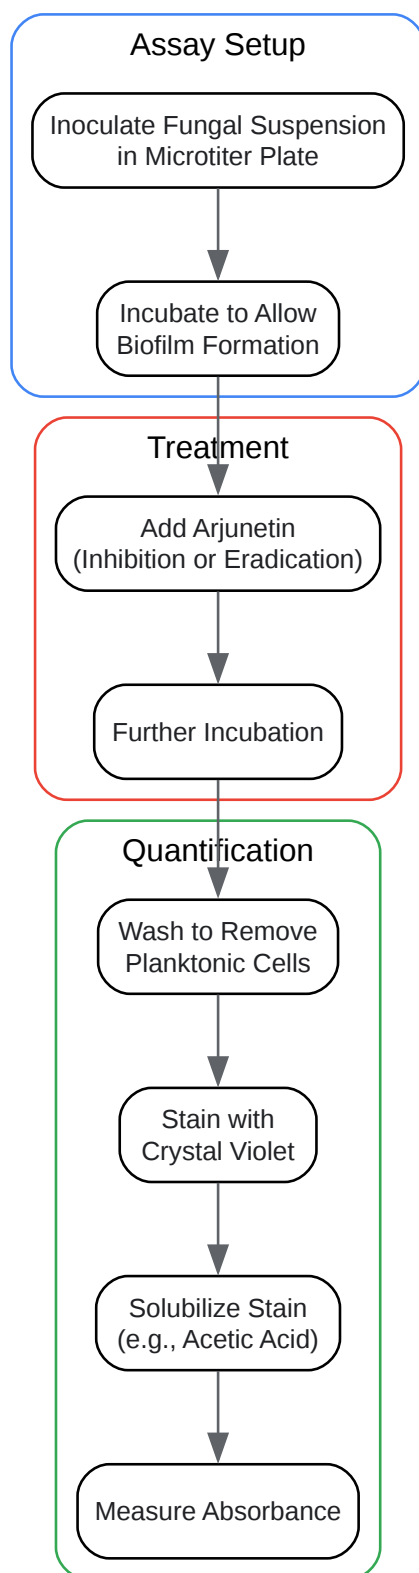 Assay Setup
Inoculate Fungal Suspension
in Microtiter Plate
Incubate to Allow
Biofilm Formation
Treatment
Add Arjunetin
(Inhibition or Eradication)
Further Incubation
Quantification
Wash to Remove
Planktonic Cells
Stain with
Crystal Violet
Solubilize Stain
(e.g., Acetic Acid)
Measure Absorbance